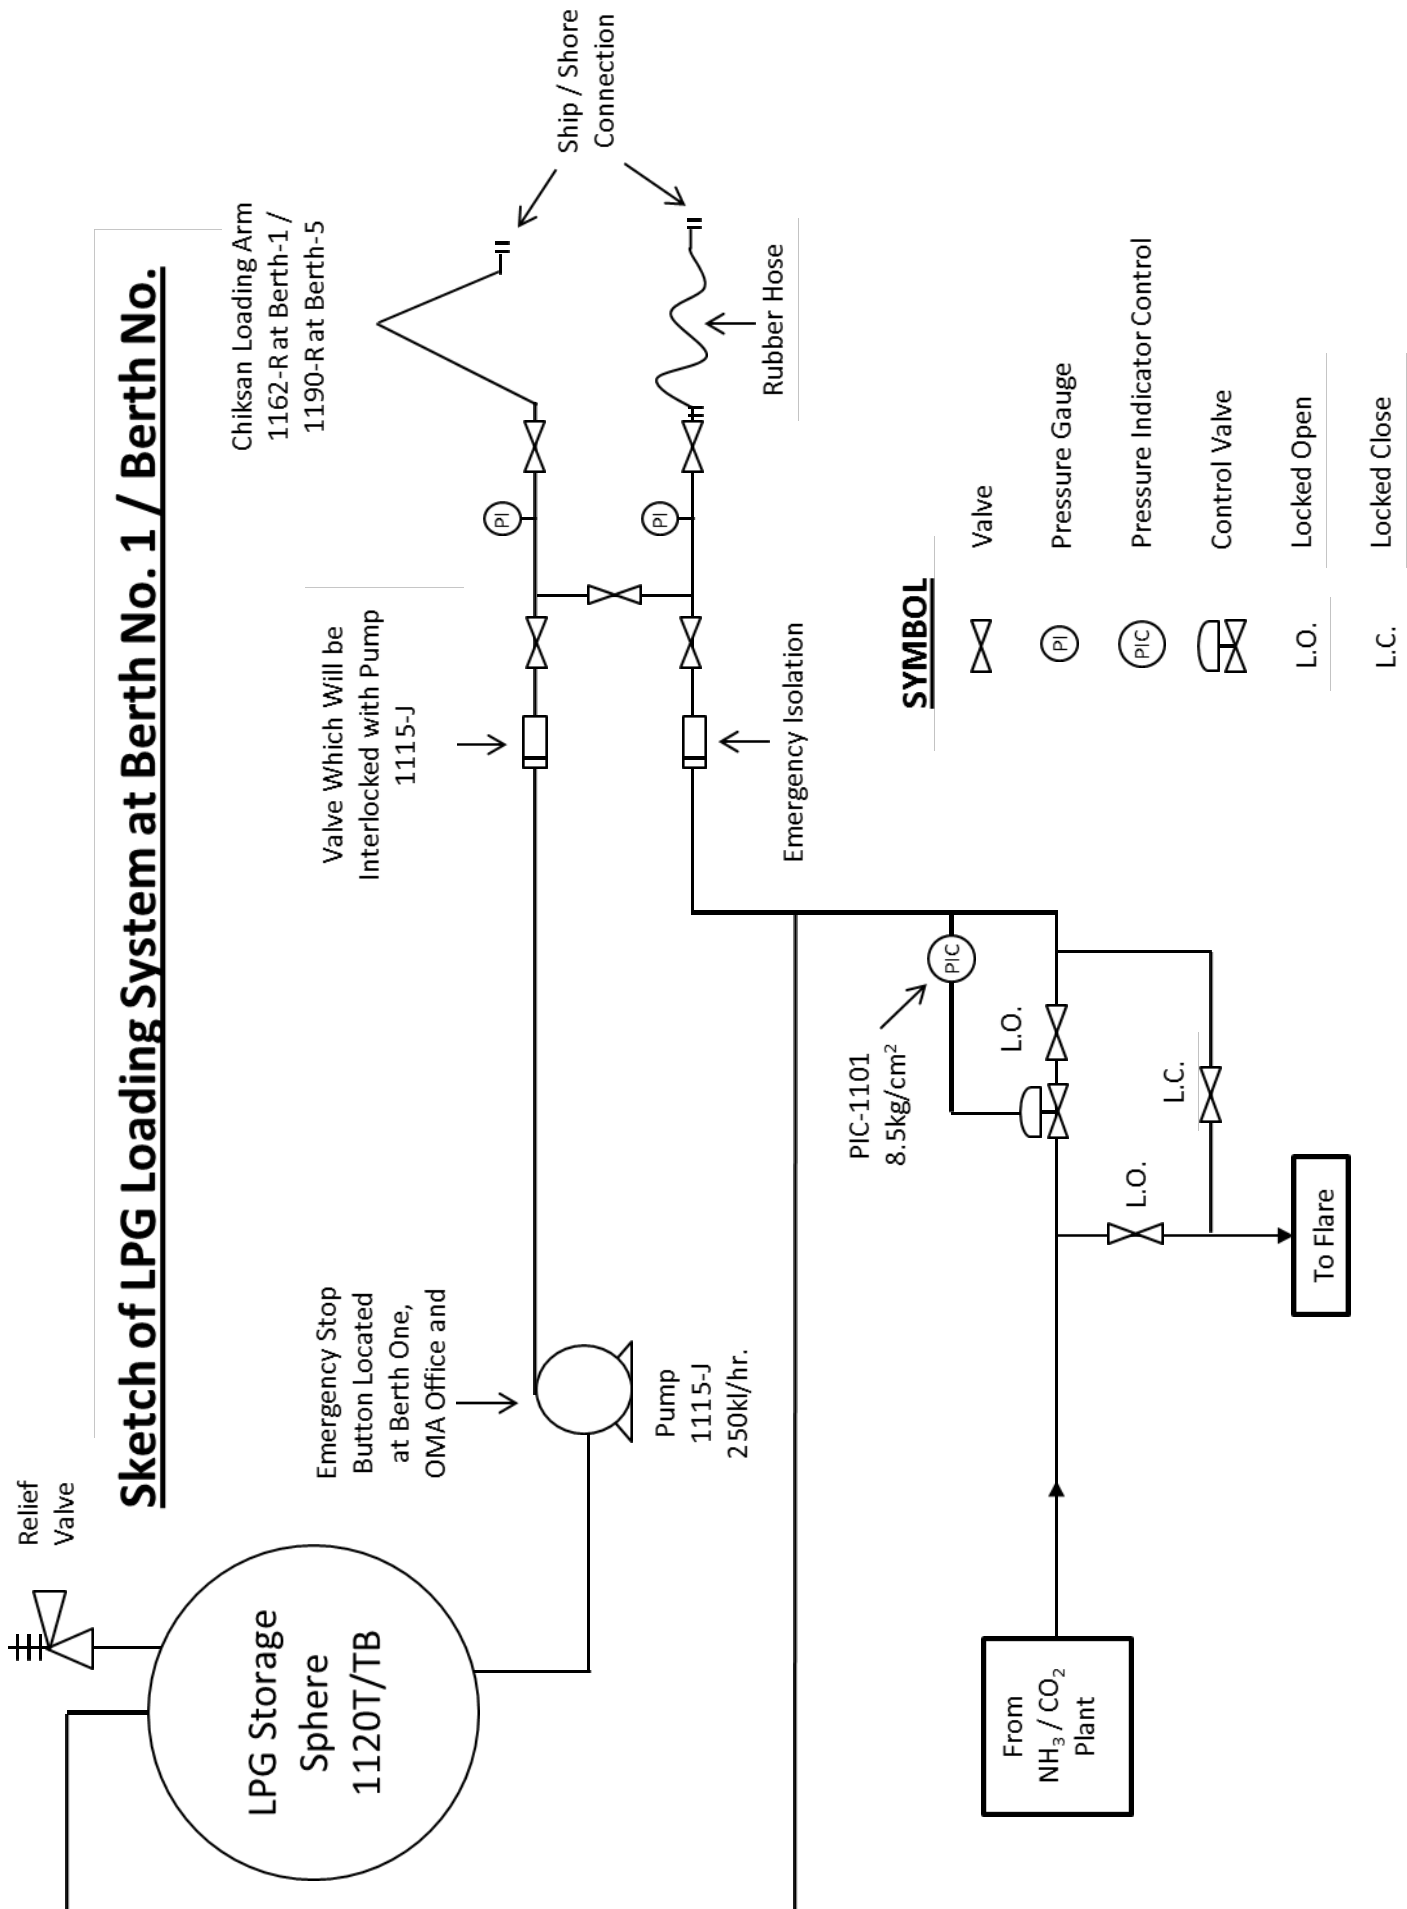 Sketch of LPG Loading System at Berth No. 1 / Berth No.
Relief
Valve
LPG Storage
Sphere
1120T/TB
Emergency Stop
Button Located
at Berth One,
OMA Office and
Pump
1115-J
250kl/hr.
Valve Which Will be
Interlocked with Pump
1115-J
Chiksan Loading Arm
1162-R at Berth-1 /
1190-R at Berth-5
Ship / Shore
Connection
PI
PI
Rubber Hose
Emergency Isolation
PIC
PIC-1101
8.5kg/cm²
L.O.
L.C.
L.O.
To Flare
From
NH₃ / CO₂
Plant
SYMBOL
Valve
PI Pressure Gauge
PIC Pressure Indicator Control
Control Valve
L.O. Locked Open
L.C. Locked Close